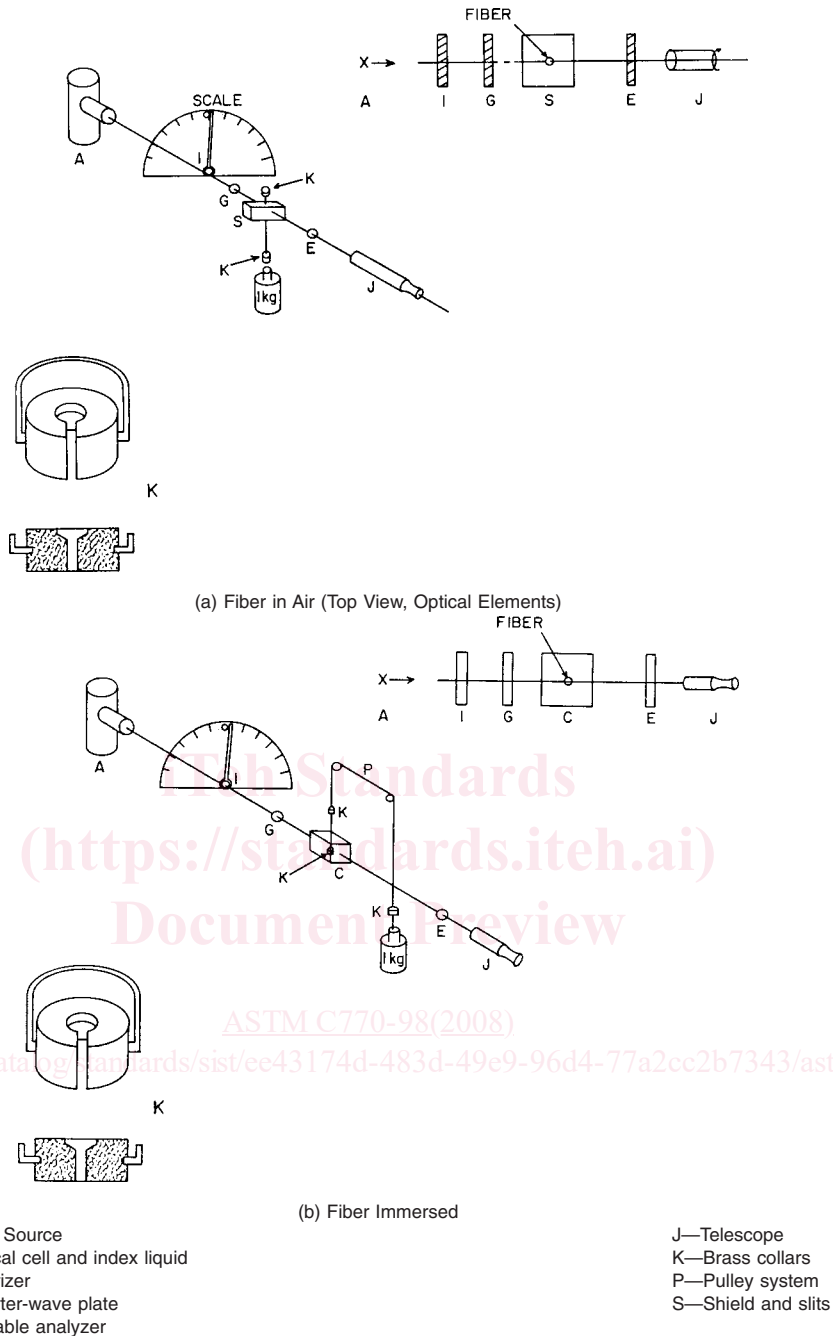 FIBER
X
A I G S E J
SCALE
A
I
K
G
S
E
K
J
1kg
K
(a) Fiber in Air (Top View, Optical Elements)
FIBER
X
A I G C E J
A
I
P
K
G
K
C
K
E
J
1kg
iTeh Standards
(https://standards.iteh.ai)
Document Preview
ASTM C770-98(2008)
atalog/standards/sist/ee43174d-483d-49e9-96d4-77a2cc2b7343/ast
K
(b) Fiber Immersed
Source
cal cell and index liquid
izer
ter-wave plate
able analyzer
J—Telescope
K—Brass collars
P—Pulley system
S—Shield and slits